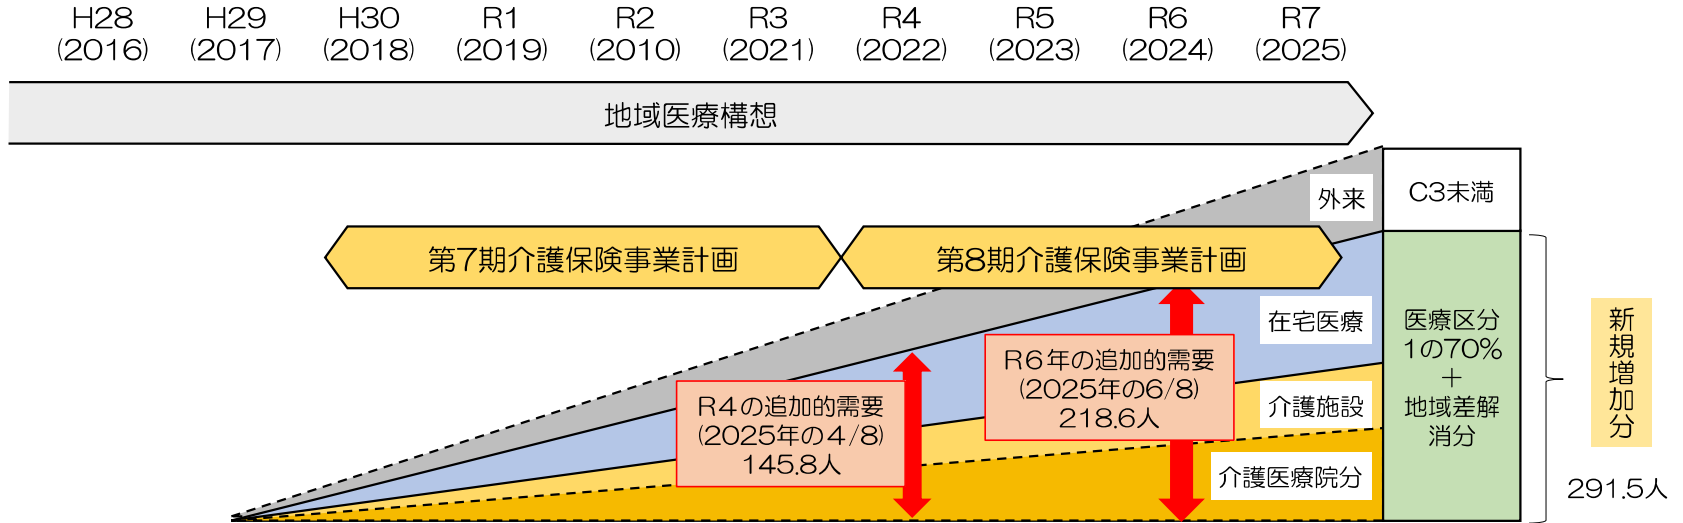 H28 H29 H30 R1 R2 R3 R4 R5 R6 R7
(2016) (2017) (2018) (2019) (2010) (2021) (2022) (2023) (2024) (2025)
地域医療構想
外来
C3未満
第7期介護保険事業計画
第8期介護保険事業計画
在宅医療
医療区分
1の70%
+
地域差解
消分
新規増加分
R6年の追加的需要
(2025年の6/8)
218.6人
R4の追加的需要
(2025年の4/8)
145.8人
介護施設
介護医療院分
291.5人